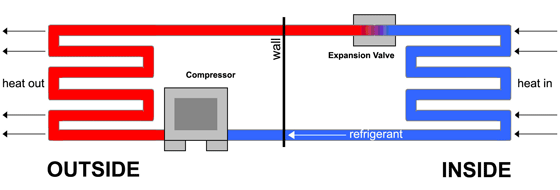 wall
Expansion Valve
Compressor
heat out
heat in
refrigerant
OUTSIDE
INSIDE